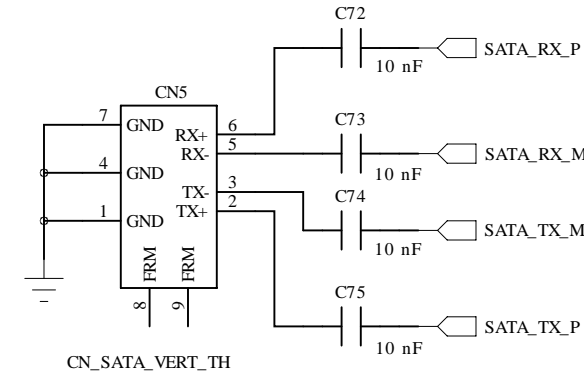 C72
10 nF
SATA_RX_P
CN5
7
GND
RX+
6
C73
RX-
5
10 nF
SATA_RX_M
4
GND
TX-
3
C74
TX+
2
1
GND
10 nF
SATA_TX_M
FRM
FRM
8
9
C75
10 nF
SATA_TX_P
CN_SATA_VERT_TH